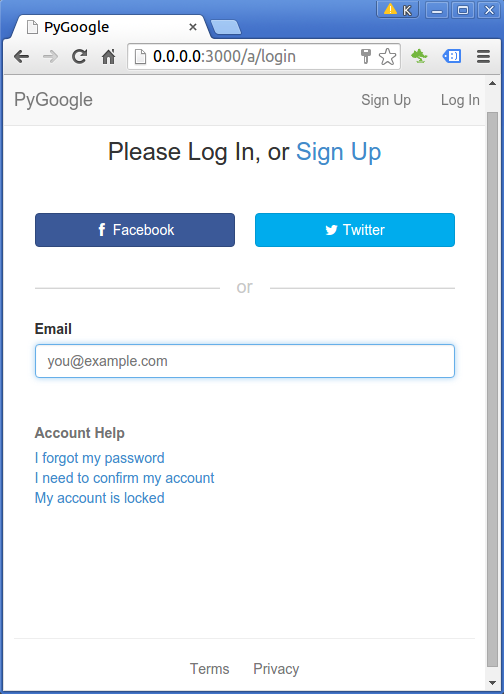 K
PyGoogle
0.0.0.0:3000/a/login
PyGoogle Sign Up Log In
Please Log In, or Sign Up
f Facebook
Twitter
or
Email
you@example.com
Account Help
I forgot my password
I need to confirm my account
My account is locked
Terms Privacy